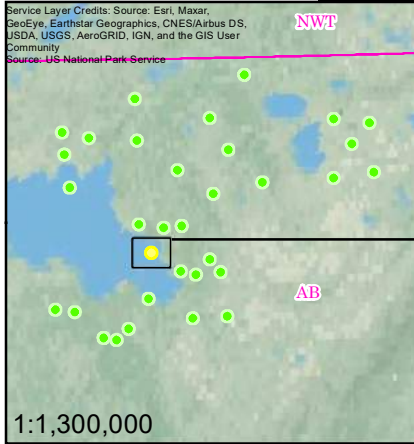 Service Layer Credits: Source: Esri, Maxar,
GeoEye, Earthstar Geographics, CNES/Airbus DS,
USDA, USGS, AeroGRID, IGN, and the GIS User
Community
Source: US National Park Service
NWT
AB
1:1,300,000